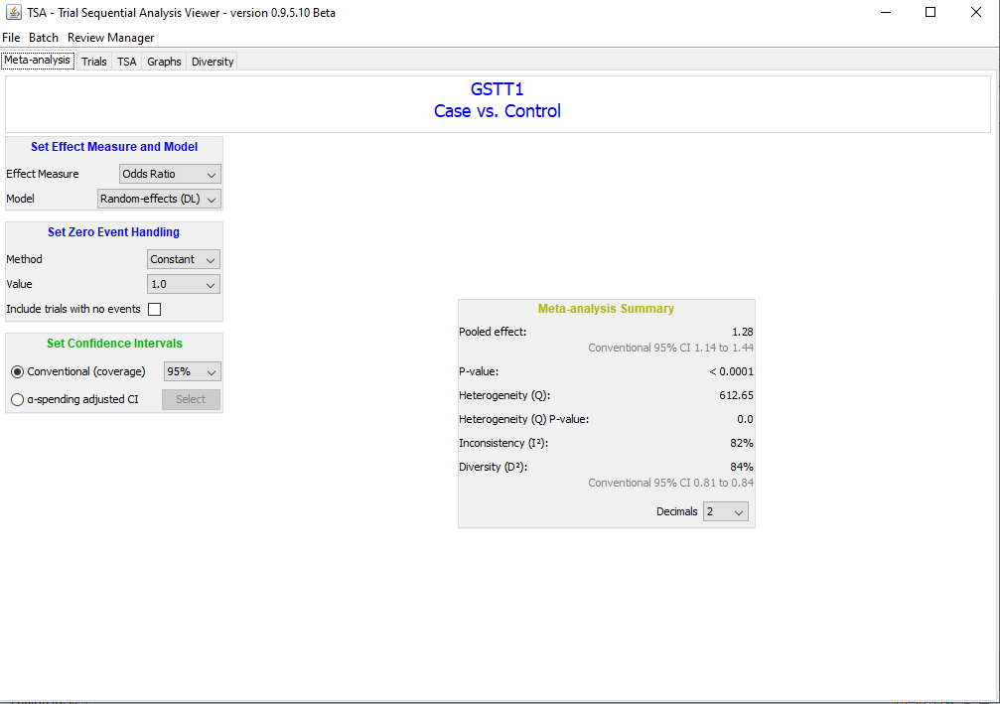 TSA - Trial Sequential Analysis Viewer - version 0.9.5.10 Beta
File Batch Review Manager
Meta-analysis Trials TSA Graphs Diversity
GSTT1
Case vs. Control
Set Effect Measure and Model
Effect Measure Odds Ratio
Model Random-effects (DL)
Set Zero Event Handling
Method Constant
Value 1.0
Include trials with no events
Set Confidence Intervals
Conventional (coverage) 95%
α-spending adjusted CI Select
Meta-analysis Summary
Pooled effect: 1.28
Conventional 95% CI 1.14 to 1.44
P-value: < 0.0001
Heterogeneity (Q): 612.65
Heterogeneity (Q) P-value: 0.0
Inconsistency (I²): 82%
Diversity (D²): 84%
Conventional 95% CI 0.81 to 0.84
Decimals 2